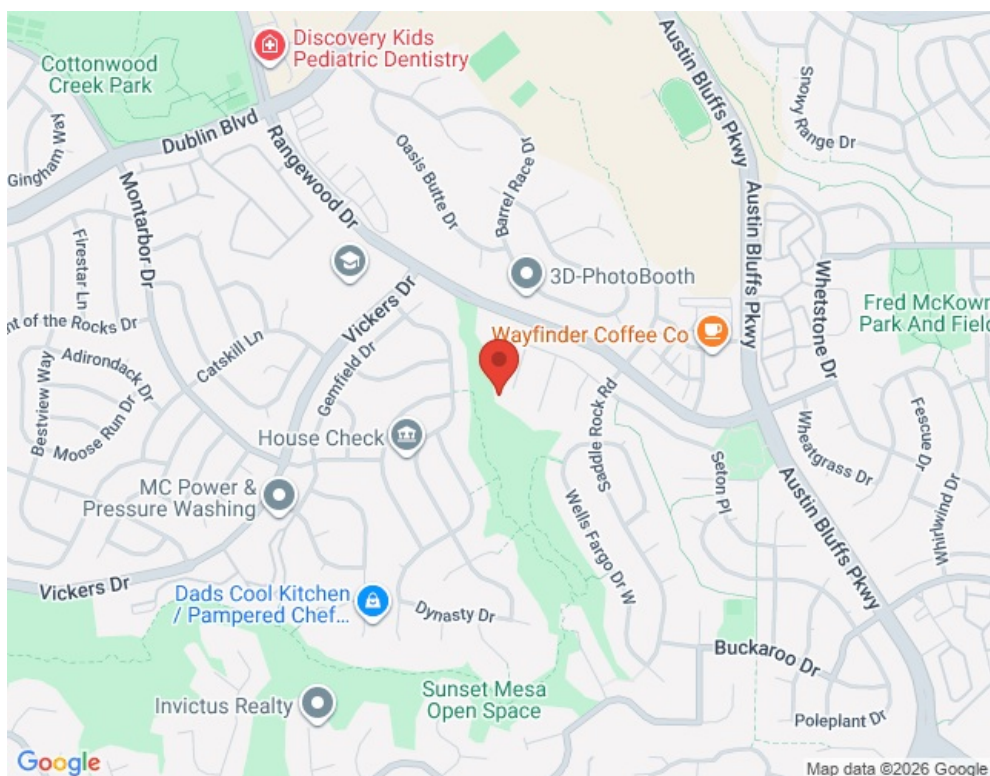 Discovery Kids
Pediatric Dentistry
Cottonwood
Creek Park
Gingham Way
Dublin Blvd
Rangewood Dr
Montarbor Dr
Oasis Butte Dr
Barrel Race Dr
Austin Bluffs Pkwy
Austin Bluffs Pkwy
Snowy Range Dr
Firestar Ln
3D-PhotoBooth
Whetstone Dr
Fred McKown
Park And Field
nt of the Rocks Dr
Vickers Dr
Catskill Ln
Gemfield Dr
Wayfinder Coffee Co
Adirondack Dr
Bestview Way
Moose Run Dr
House Check
Saddle Rock Rd
Wheatgrass Dr
Fescue Dr
Seton Pl
Whirlwind Dr
MC Power &
Pressure Washing
Wells Fargo Dr W
Austin Bluffs Pkwy
Vickers Dr
Dads Cool Kitchen
/ Pampered Chef...
Dynasty Dr
Buckaroo Dr
Sunset Mesa
Open Space
Invictus Realty
Poleplant Dr
Google
Map data ©2026 Google